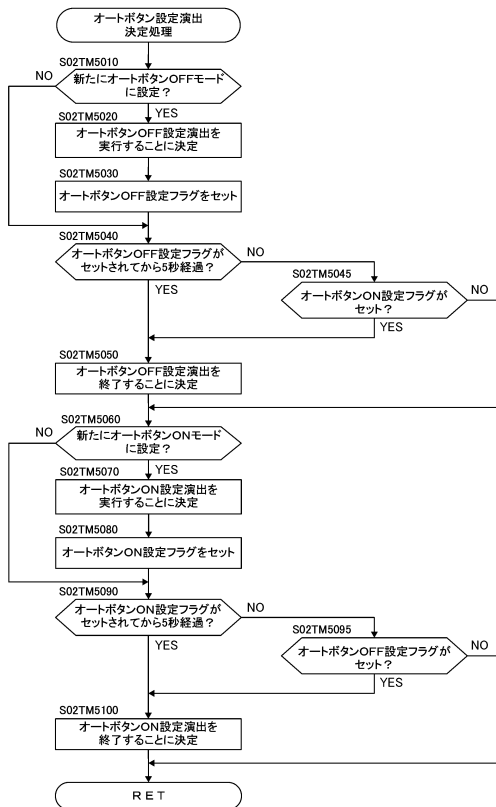 オートボタン設定演出
決定処理
S02TM5010
NO
新たにオートボタンOFFモード
に設定？
YES
S02TM5020
オートボタンOFF設定演出を
実行することに決定
S02TM5030
オートボタンOFF設定フラグをセット
S02TM5040
オートボタンOFF設定フラグが
セットされてから5秒経過？
NO
YES
S02TM5045
オートボタンON設定フラグが
セット？
NO
YES
S02TM5050
オートボタンOFF設定演出を
終了することに決定
S02TM5060
NO
新たにオートボタンONモード
に設定？
YES
S02TM5070
オートボタンON設定演出を
実行することに決定
S02TM5080
オートボタンON設定フラグをセット
S02TM5090
オートボタンON設定フラグが
セットされてから5秒経過？
NO
YES
S02TM5095
オートボタンOFF設定フラグが
セット？
NO
YES
S02TM5100
オートボタンON設定演出を
終了することに決定
ＲＥＴ